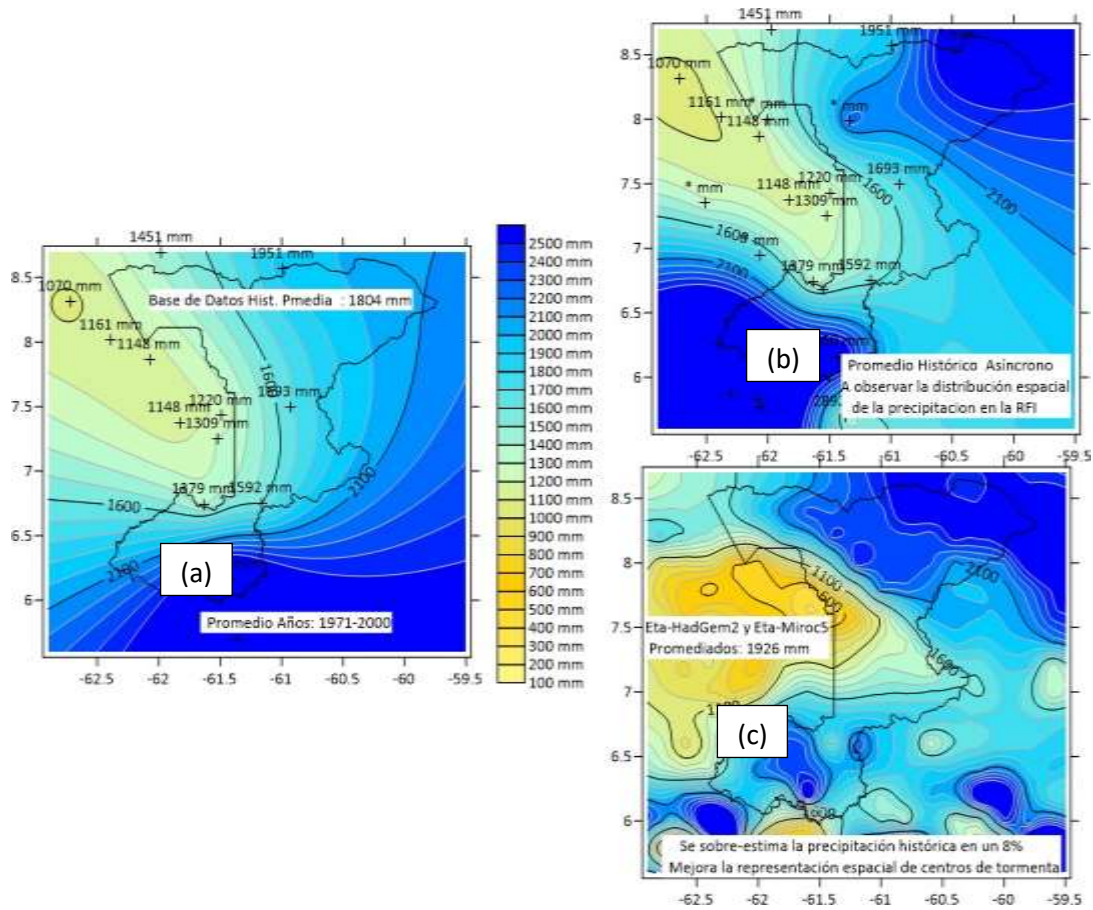 1451 mm
8.5
1951 mm
1070 mm
Base de Datos Hist. Pmedia : 1804 mm
8
1161 mm
1148 mm
1600
7.5
1148 mm
1220 mm
1693 mm
1309 mm
7
1379 mm
1592 mm
1600
2100
6.5
2100
(a)
6
Promedio Años: 1971-2000
-62.5
-62
-61.5
-61
-60.5
-60
-59.5
2500 mm
2400 mm
2300 mm
2200 mm
2100 mm
2000 mm
1900 mm
1800 mm
1700 mm
1600 mm
1500 mm
1400 mm
1300 mm
1200 mm
1100 mm
1000 mm
900 mm
800 mm
700 mm
600 mm
500 mm
400 mm
300 mm
200 mm
100 mm
1451 mm
8.5
1951 mm
1070 mm
1161 mm
* mm
* mm
8
1148 mm
7.5
* mm
1148 mm
1220 mm
1693 mm
1309 mm
1600
2100
7
1600
* mm
2100
1379 mm
1592 mm
6.5
(b)
6
Promedio Histórico Asíncrono
A observar la distribución espacial
de la precipitacion en la RFI
-62.5
-62
-61.5
-61
-60.5
-60
-59.5
8.5
8
1100
2100
600
7.5
Eta-HadGem2 y Eta-Miroc5
Promediados: 1926 mm
1600
7
(c)
6.5
6
Se sobre-estima la precipitación histórica en un 8%
Mejora la representación espacial de centros de tormenta
-62.5
-62
-61.5
-61
-60.5
-60
-59.5